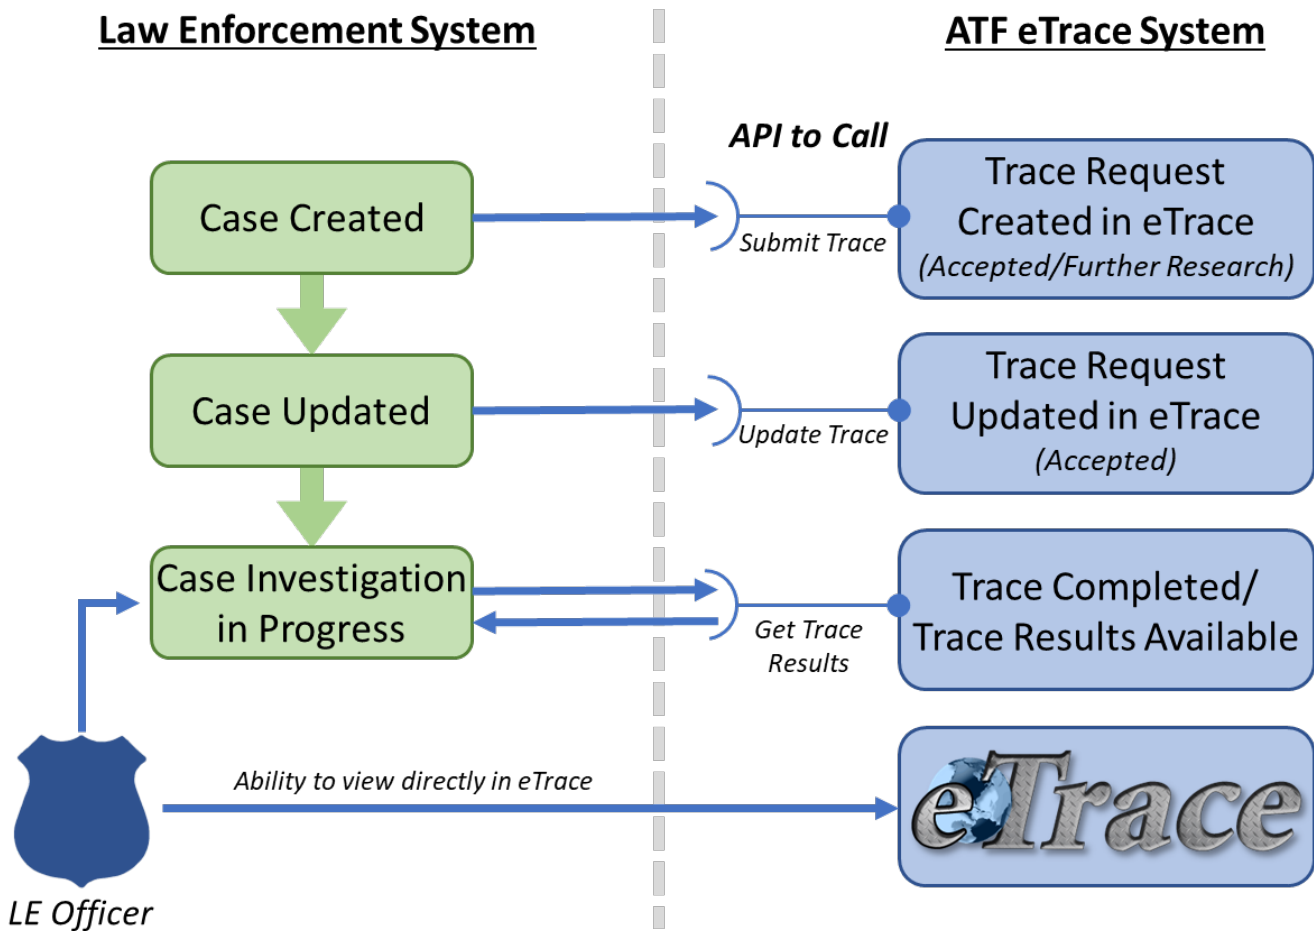 Law Enforcement System
ATF eTrace System
API to Call
Case Created
Submit Trace
Trace Request
Created in eTrace
(Accepted/Further Research)
Case Updated
Update Trace
Trace Request
Updated in eTrace
(Accepted)
Case Investigation
in Progress
Get Trace
Results
Trace Completed/
Trace Results Available
Ability to view directly in eTrace
eTrace
LE Officer